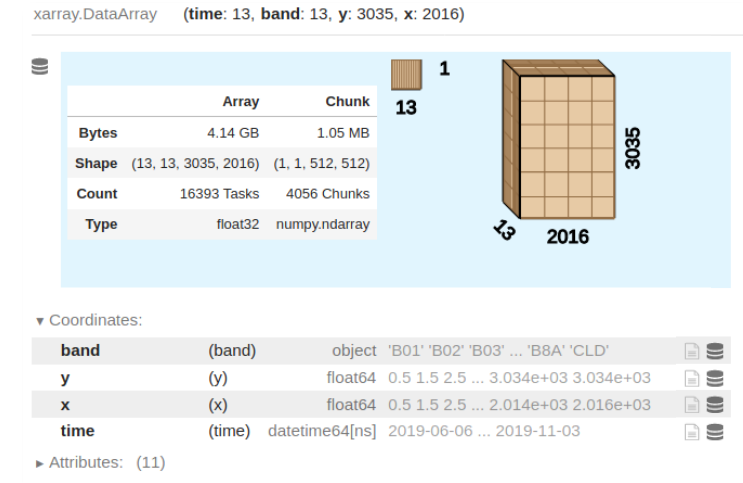 xarray.DataArray (time: 13, band: 13, y: 3035, x: 2016)
Array Chunk
Bytes 4.14 GB 1.05 MB
Shape (13, 13, 3035, 2016) (1, 1, 512, 512)
Count 16393 Tasks 4056 Chunks
Type float32 numpy.ndarray
1
13
3035
13
2016
▾ Coordinates:
band (band) object 'B01' 'B02' 'B03' ... 'B8A' 'CLD'
y (y) float64 0.5 1.5 2.5 ... 3.034e+03 3.034e+03
x (x) float64 0.5 1.5 2.5 ... 2.014e+03 2.016e+03
time (time) datetime64[ns] 2019-06-06 ... 2019-11-03
▸ Attributes: (11)